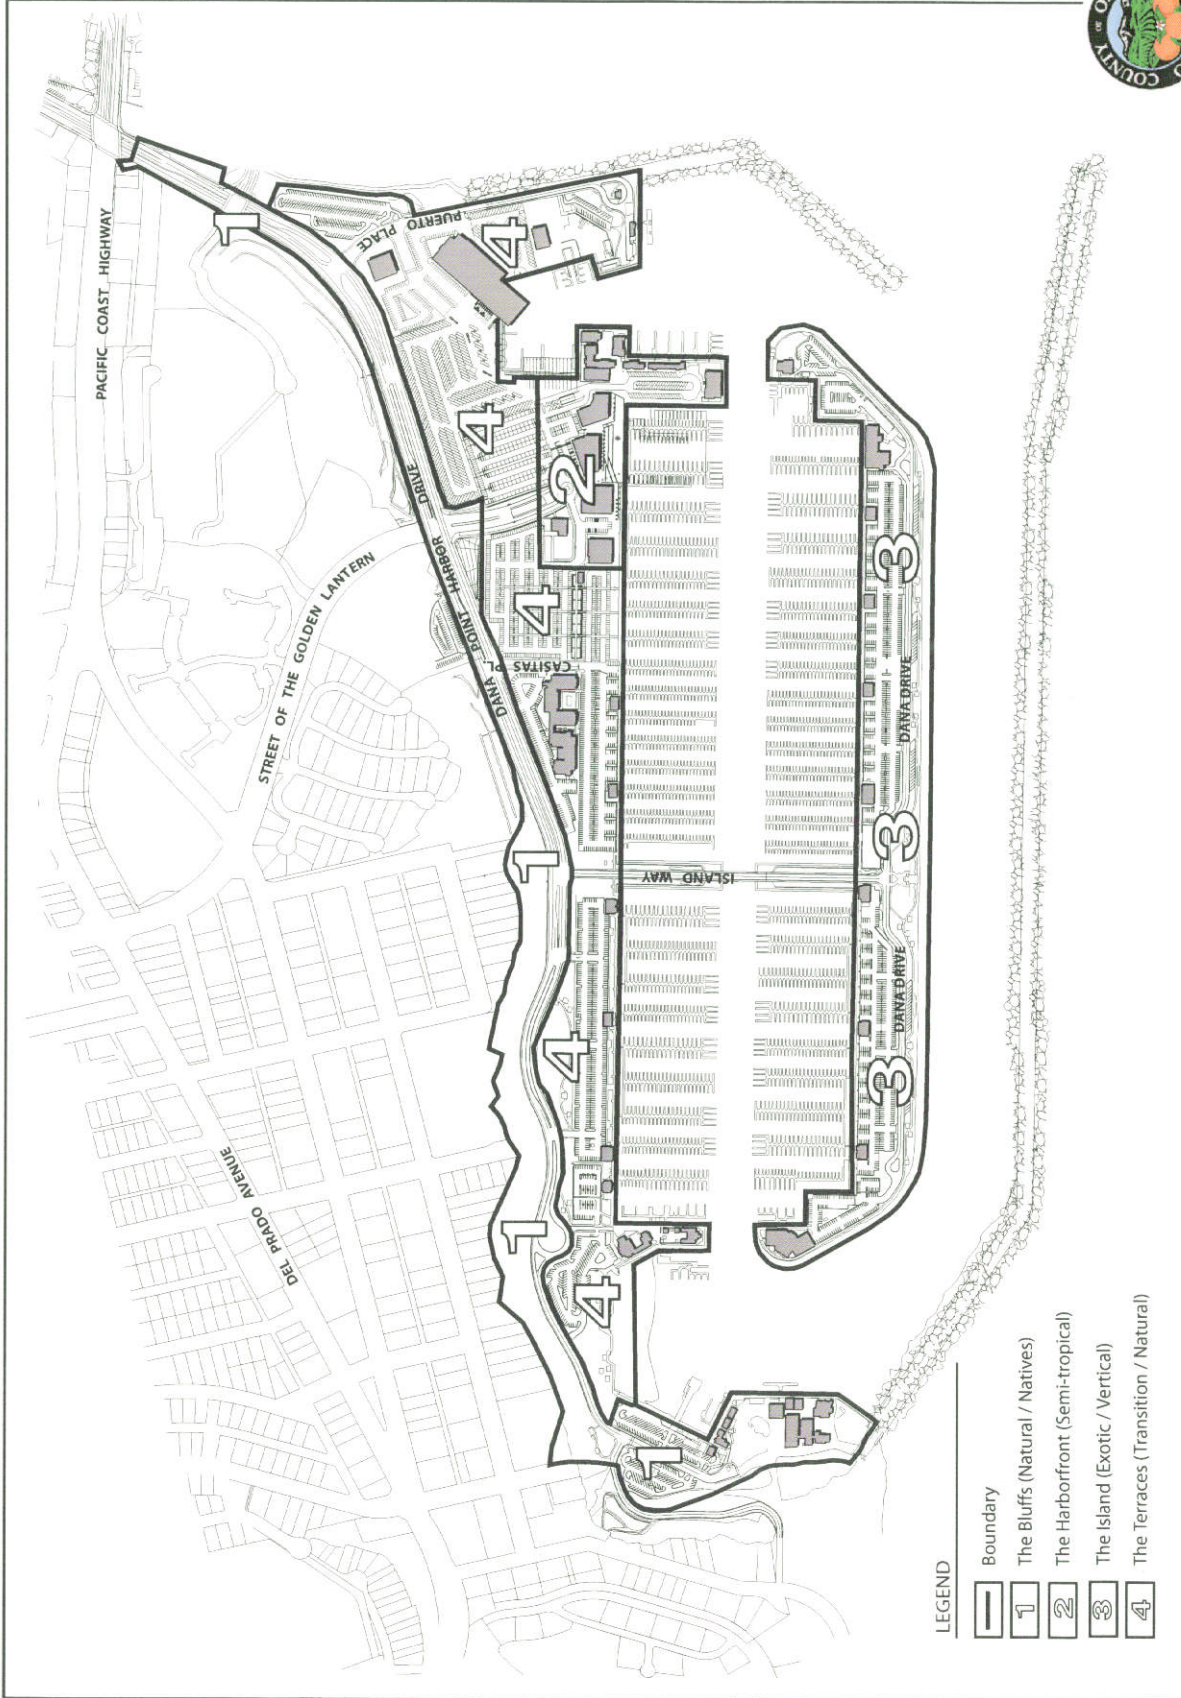 PACIFIC COAST HIGHWAY
1
PUERTO PLACE
4
STREET OF THE GOLDEN LANTERN
DANA POINT HARBOR DRIVE
4
2
4
CASITAS PL.
3
DANA DRIVE
3
1
ISLAND WAY
DEL PRADO AVENUE
4
DANA DRIVE
3
1
4
1
LEGEND
Boundary
1 The Bluffs (Natural / Natives)
2 The Harborfront (Semi-tropical)
3 The Island (Exotic / Vertical)
4 The Terraces (Transition / Natural)
COUNTY